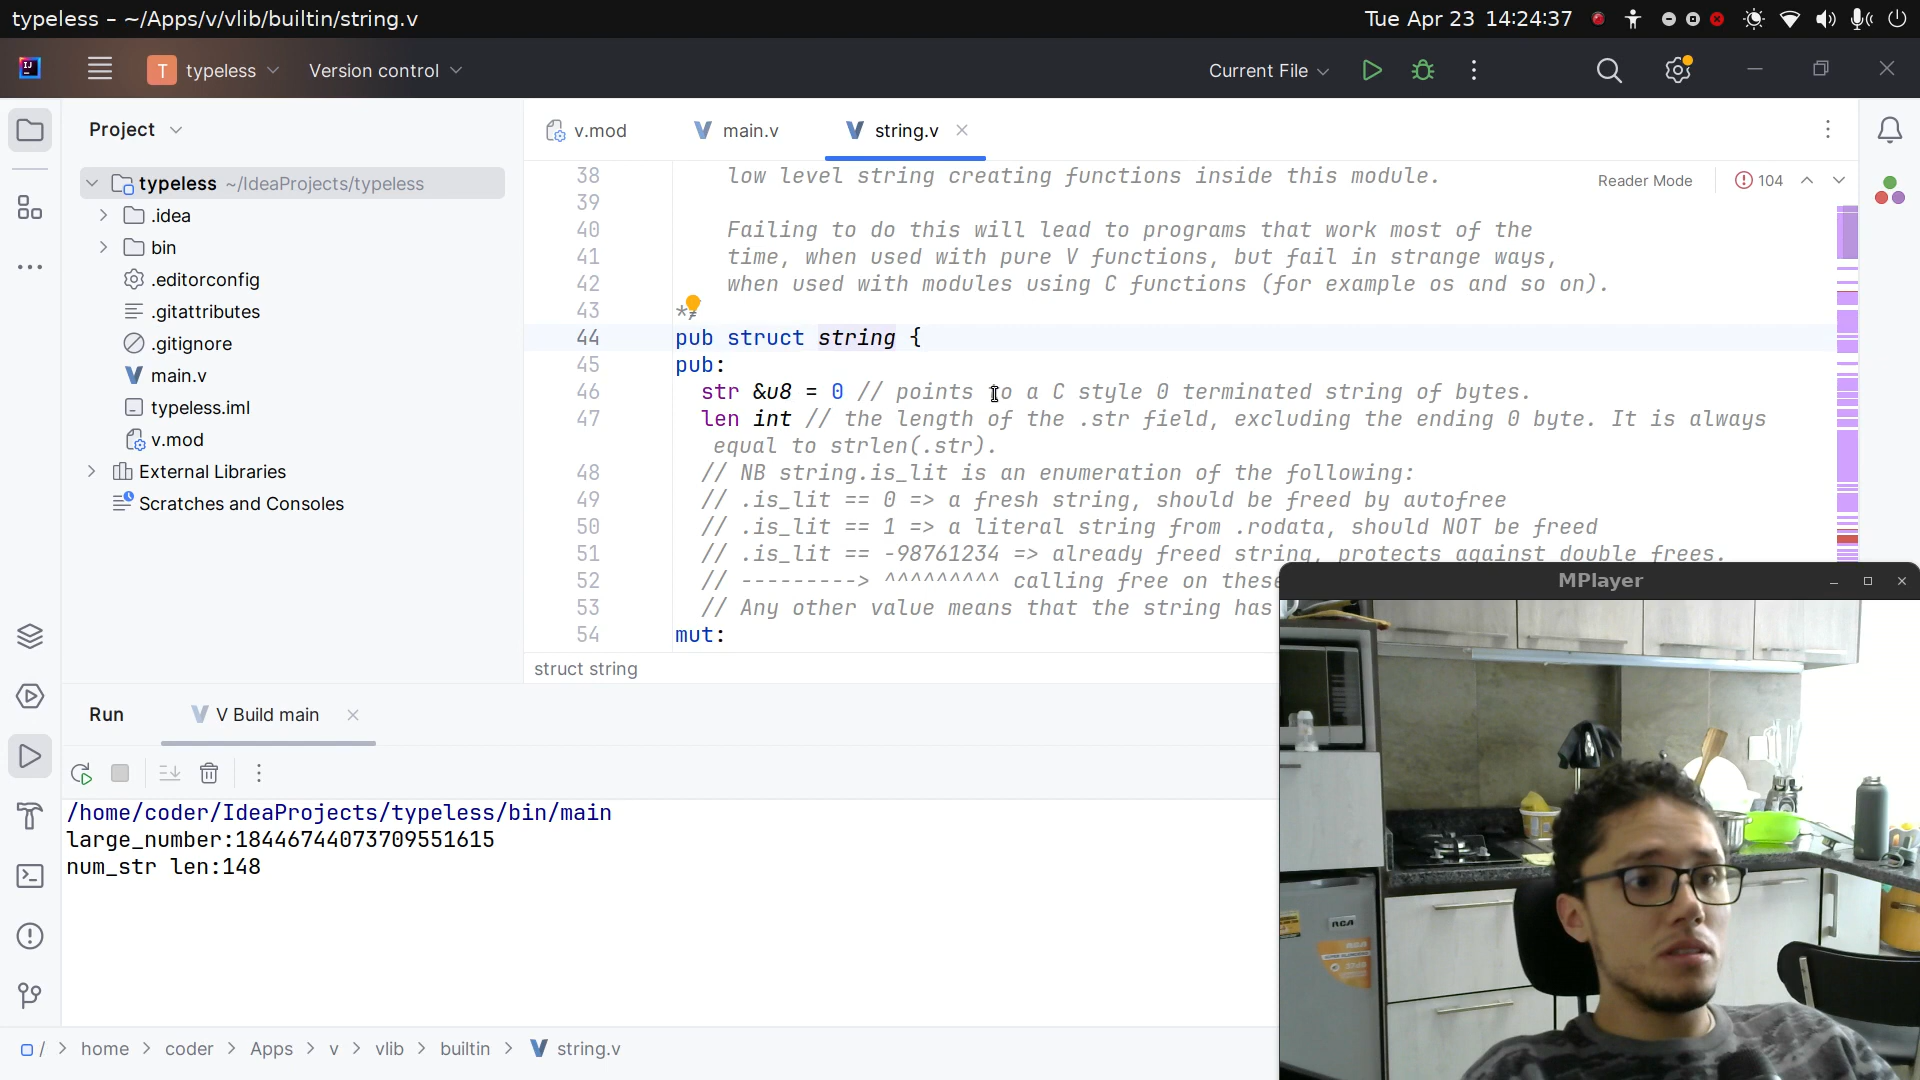 typeless – ~/Apps/v/vlib/builtin/string.v
Tue Apr 23 14:24:37
T typeless
Version control
Current File
Project
v.mod
main.v
string.v
typeless ~/IdeaProjects/typeless
.idea
bin
.editorconfig
.gitattributes
.gitignore
main.v
typeless.iml
v.mod
External Libraries
Scratches and Consoles
Reader Mode
104
38 low level string creating functions inside this module.
39
40 Failing to do this will lead to programs that work most of the
41 time, when used with pure V functions, but fail in strange ways,
42 when used with modules using C functions (for example os and so on).
43 */
44 pub struct string {
45 pub:
46 str &u8 = 0 // points to a C style 0 terminated string of bytes.
47 len int // the length of the .str field, excluding the ending 0 byte. It is always
equal to strlen(.str).
48 // NB string.is_lit is an enumeration of the following:
49 // .is_lit == 0 => a fresh string, should be freed by autofree
50 // .is_lit == 1 => a literal string from .rodata, should NOT be freed
51 // .is_lit == -98761234 => already freed string, protects against double frees.
52 // ---------> ^^^^^^^^^ calling free on these
53 // Any other value means that the string has
54 mut:
struct string
MPlayer
RCA
Run
V Build main
/home/coder/IdeaProjects/typeless/bin/main
large_number:18446744073709551615
num_str len:148
/ > home > coder > Apps > v > vlib > builtin > string.v